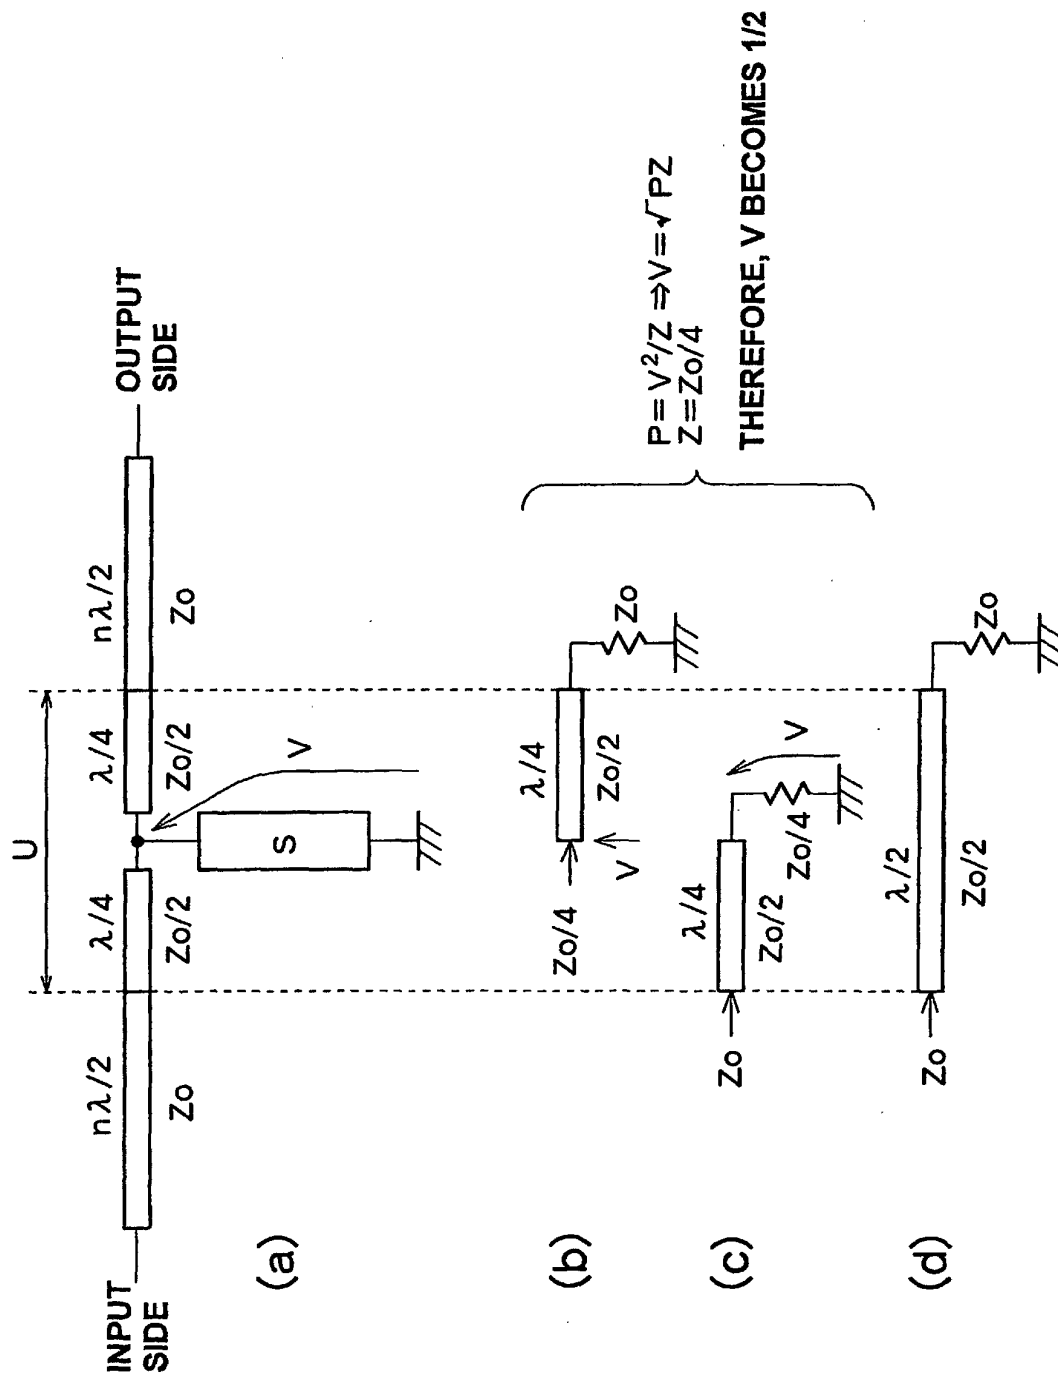 U
nλ/2
λ/4
λ/4
nλ/2
INPUT
SIDE
OUTPUT
SIDE
Zo
Zo/2
Zo/2
Zo
V
S
(a)
(b)
λ/4
Zo/4
Zo/2
Zo
V
(c)
λ/4
Zo
Zo/2
Zo/4
V
(d)
λ/2
Zo
Zo/2
Zo
P=V²/Z⇒V=√PZ
Z=Zo/4
THEREFORE, V BECOMES 1/2